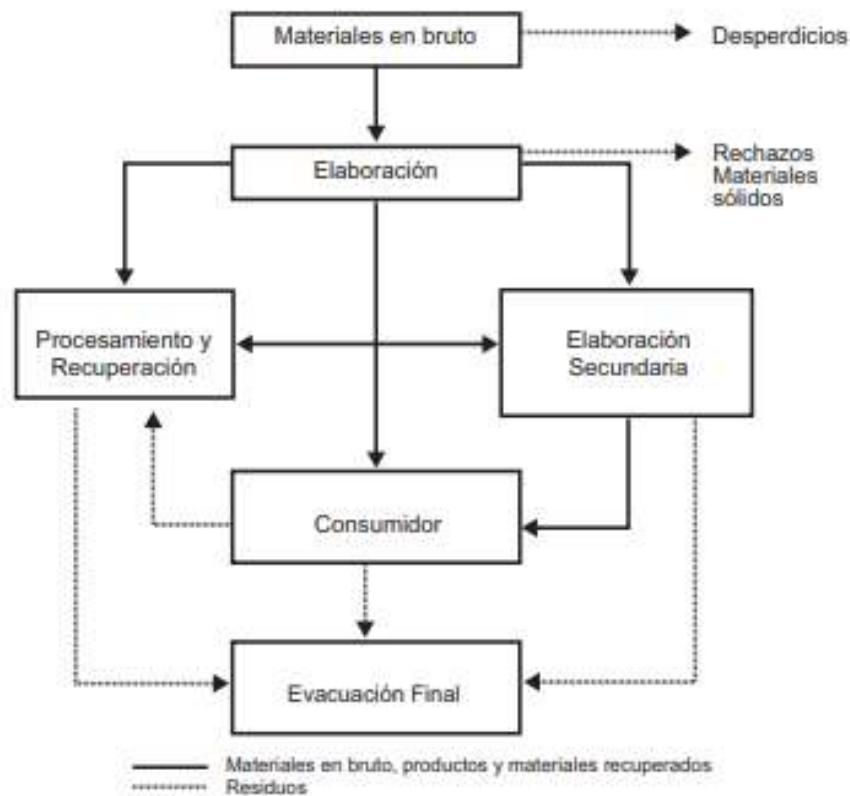 Materiales en bruto
Desperdicios
Elaboración
Rechazos
Materiales
sólidos
Procesamiento y
Recuperación
Elaboración
Secundaria
Consumidor
Evacuación Final
Materiales en bruto, productos y materiales recuperados
Residuos